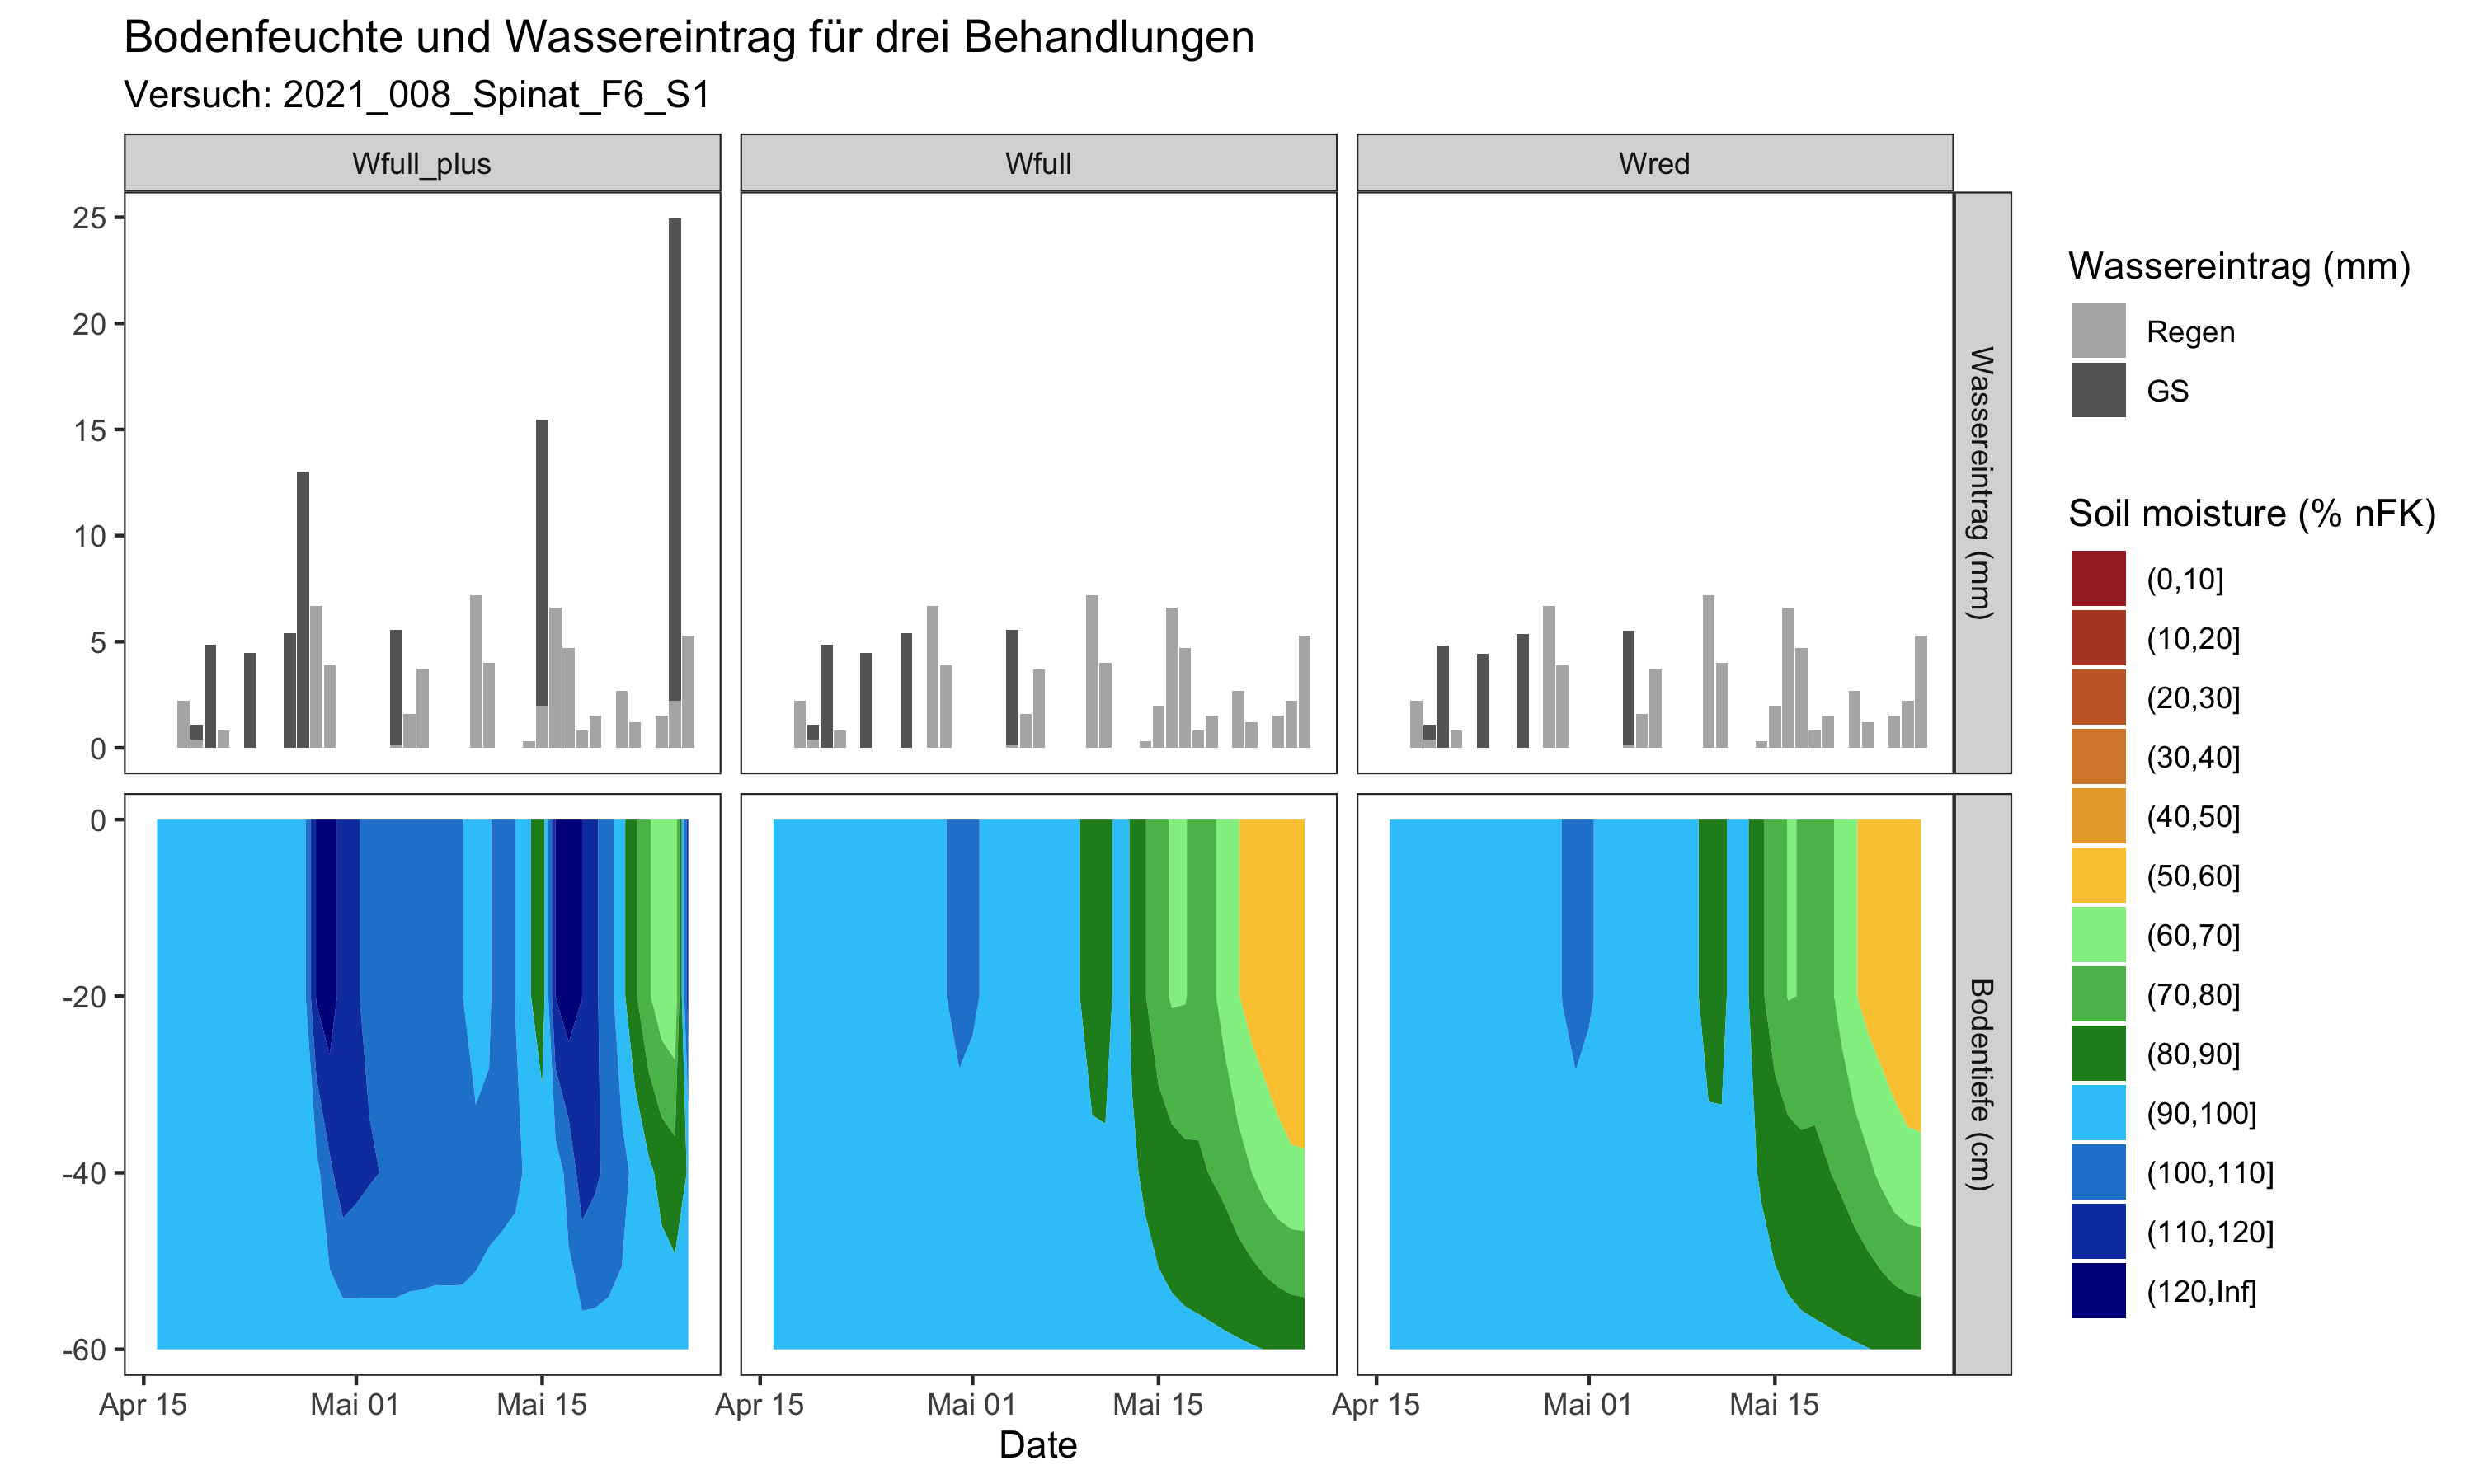 Bodenfeuchte und Wassereintrag für drei Behandlungen
Versuch: 2021_008_Spinat_F6_S1
Wfull_plus
Wfull
Wred
25
20
15
10
5
0
Wassereintrag (mm)
0
-20
-40
-60
Bodentiefe (cm)
Apr 15
Mai 01
Mai 15
Apr 15
Mai 01
Mai 15
Apr 15
Mai 01
Mai 15
Date
Wassereintrag (mm)
Regen
GS
Soil moisture (% nFK)
(0,10]
(10,20]
(20,30]
(30,40]
(40,50]
(50,60]
(60,70]
(70,80]
(80,90]
(90,100]
(100,110]
(110,120]
(120,Inf]